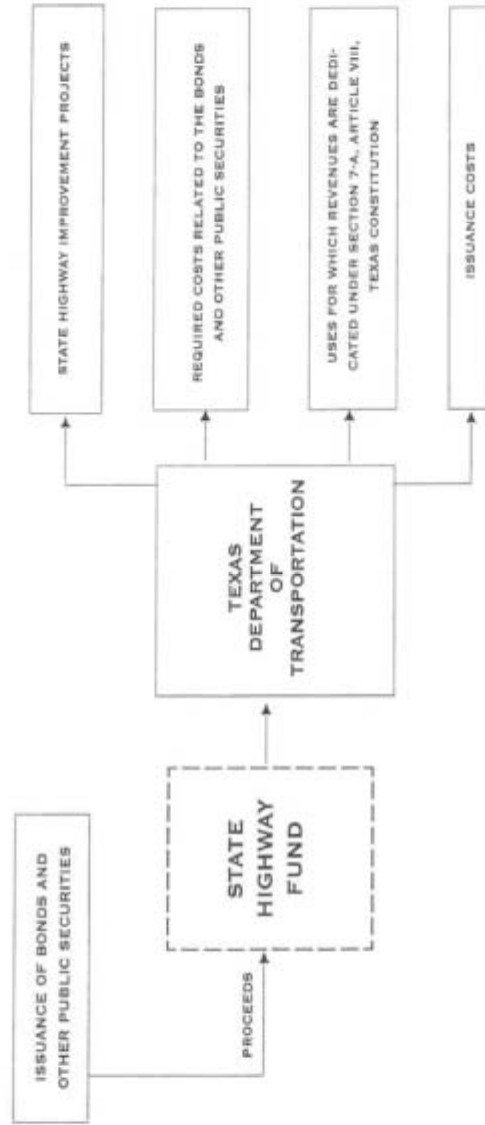 ISSUANCE OF BONDS AND
OTHER PUBLIC SECURITIES
PROCEEDS
STATE
HIGHWAY
FUND
TEXAS
DEPARTMENT
OF
TRANSPORTATION
STATE HIGHWAY IMPROVEMENT PROJECTS
REQUIRED COSTS RELATED TO THE BONDS
AND OTHER PUBLIC SECURITIES
USES FOR WHICH REVENUES ARE DEDI-
CATED UNDER SECTION 7-A, ARTICLE VIII,
TEXAS CONSTITUTION
ISSUANCE COSTS